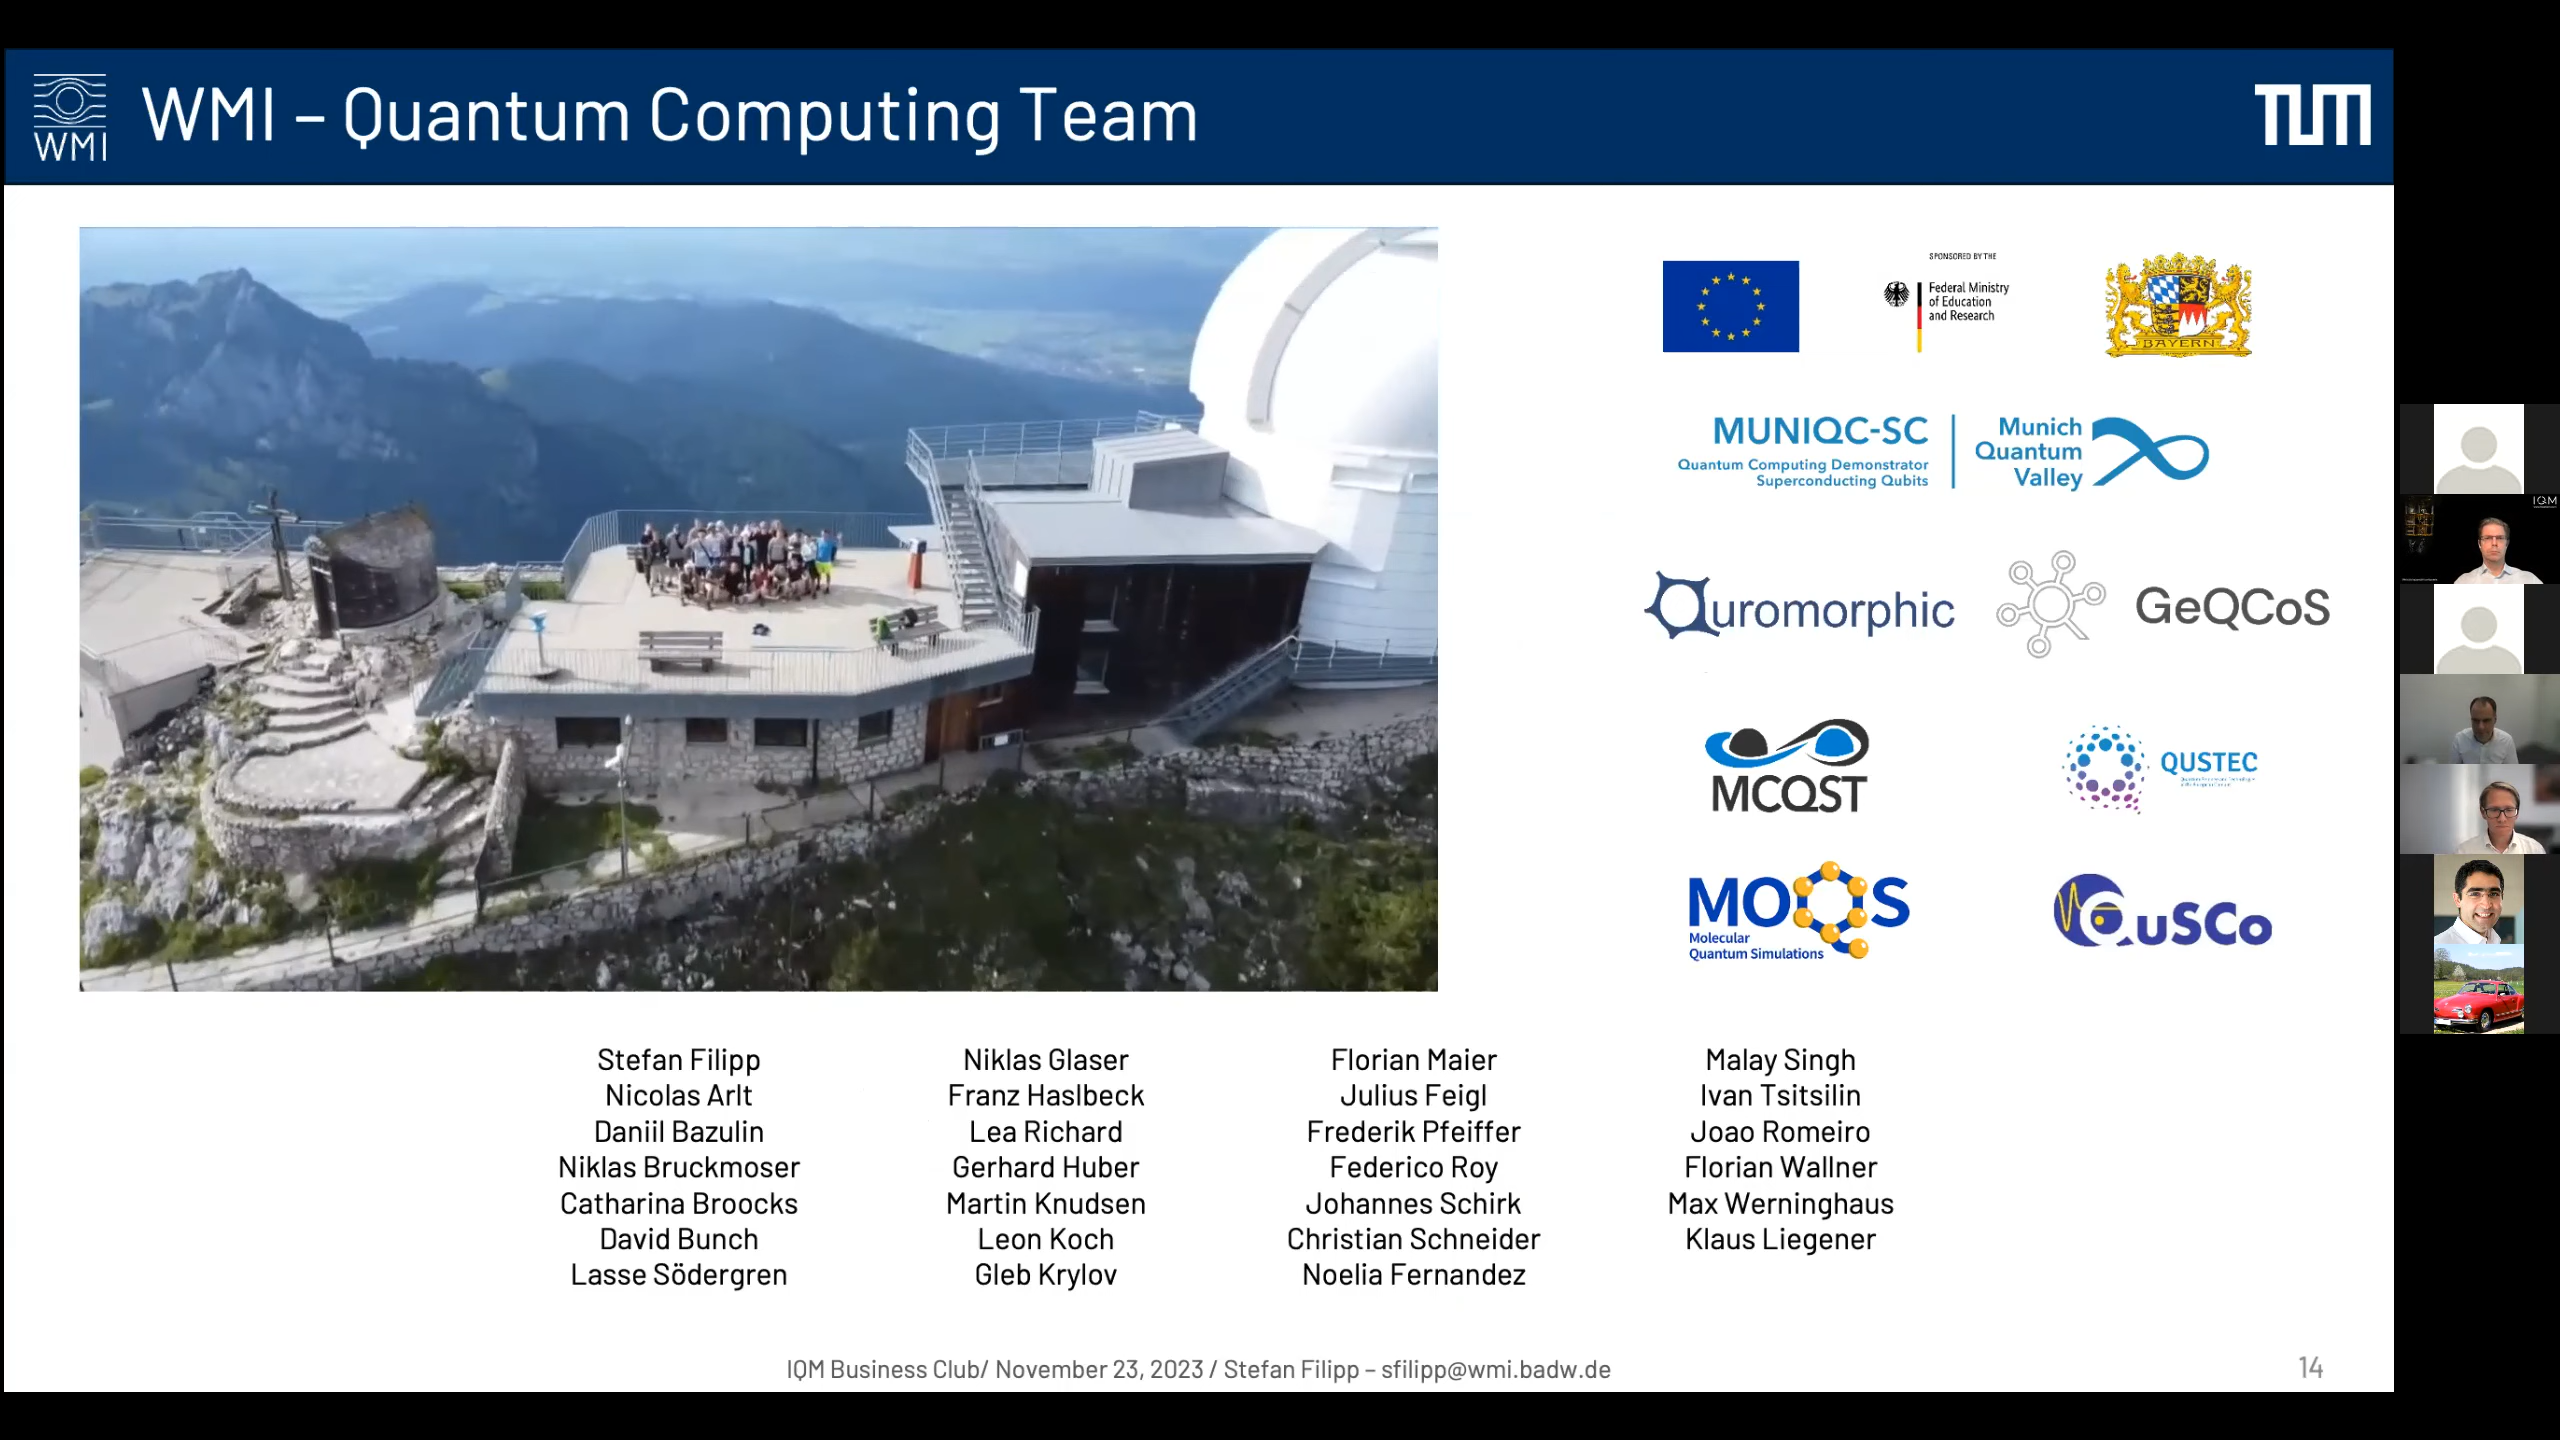 WMI
WMI – Quantum Computing Team
TUM
SPONSORED BY THE
Federal Ministry
of Education
and Research
BAYERN
MUNIQC-SC
Quantum Computing Demonstrator
Superconducting Qubits
Munich
Quantum
Valley
Quromorphic
GeQCoS
MCQST
QUSTEC
MOQS
Molecular
Quantum Simulations
QuSCo
IQM
Stefan Filipp
Nicolas Arlt
Daniil Bazulin
Niklas Bruckmoser
Catharina Broocks
David Bunch
Lasse Södergren
Niklas Glaser
Franz Haslbeck
Lea Richard
Gerhard Huber
Martin Knudsen
Leon Koch
Gleb Krylov
Florian Maier
Julius Feigl
Frederik Pfeiffer
Federico Roy
Johannes Schirk
Christian Schneider
Noelia Fernandez
Malay Singh
Ivan Tsitsilin
Joao Romeiro
Florian Wallner
Max Werninghaus
Klaus Liegener
IQM Business Club/ November 23, 2023 / Stefan Filipp – sfilipp@wmi.badw.de
14